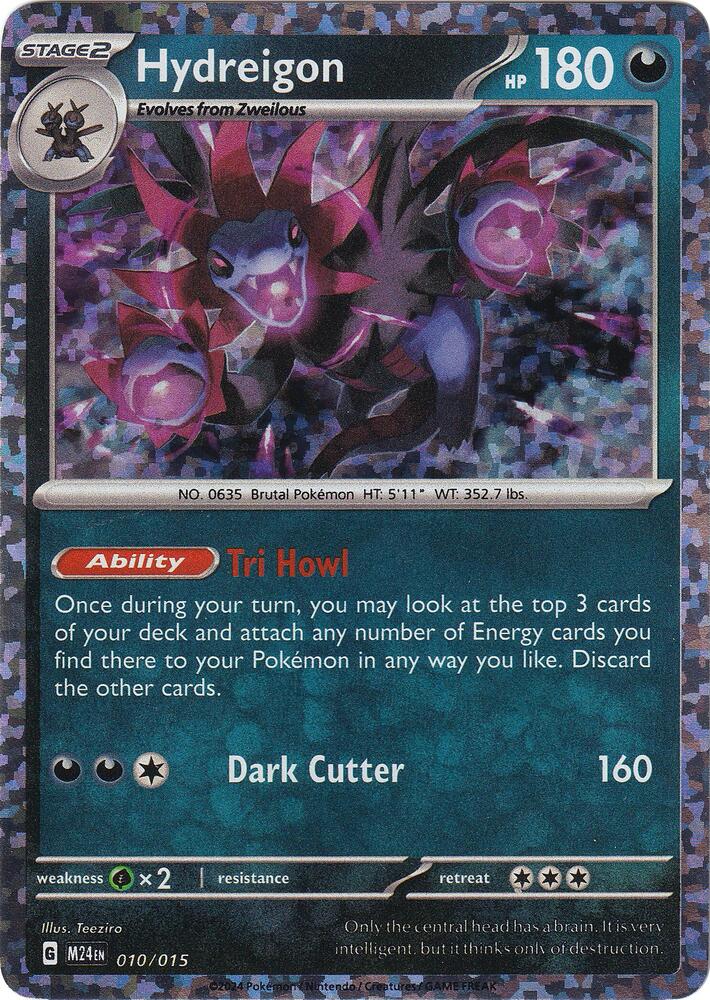 STAGE2
Hydreigon
HP 180
Evolves from Zweilous
NO. 0635 Brutal Pokémon HT: 5'11" WT: 352.7 lbs.
Ability Tri Howl
Once during your turn, you may look at the top 3 cards
of your deck and attach any number of Energy cards you
find there to your Pokémon in any way you like. Discard
the other cards.
Dark Cutter 160
weakness ×2 resistance retreat
Illus. Teeziro
Only the central head has a brain. It is very
intelligent, but it thinks only of destruction.
G M24 EN 010/015
©2024 Pokémon / Nintendo / Creatures / GAME FREAK